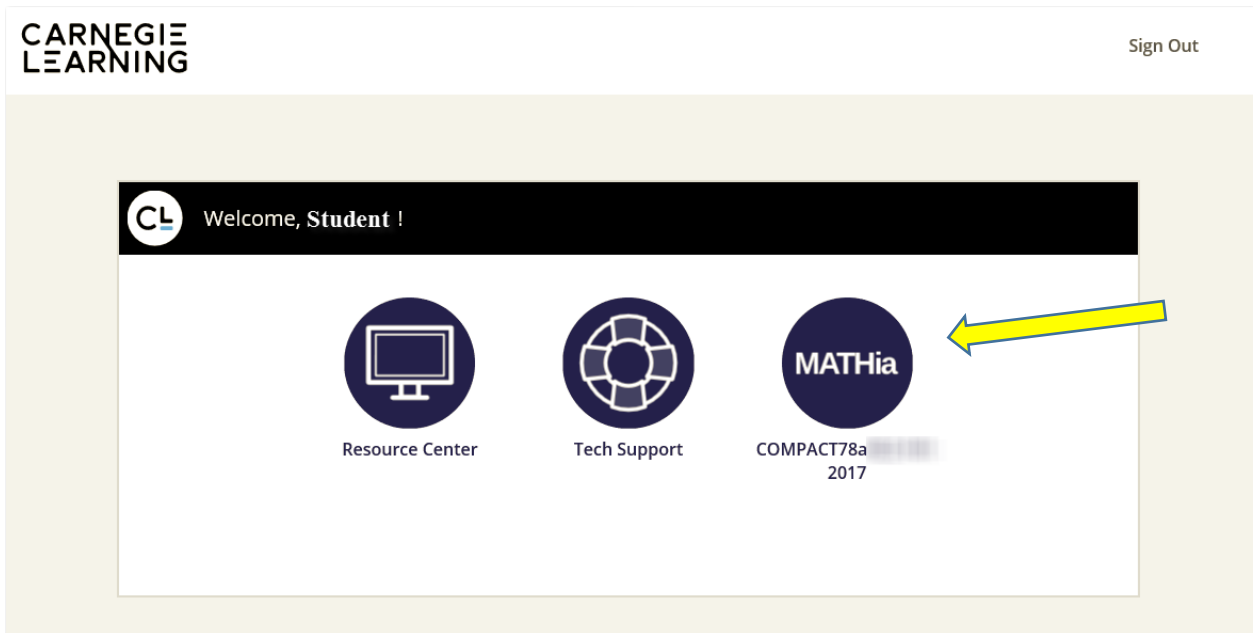 CARNEGIE
LEARNING
Sign Out
CL
Welcome, Student !
MATHia
Resource Center
Tech Support
COMPACT78a
2017